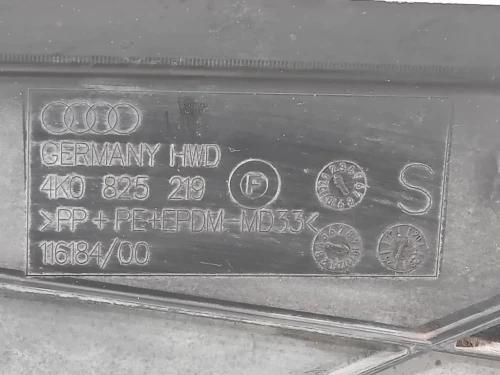 GERMANY HWD
4K0 825 219 F
>PP+PE+EPDM-MD33<
116184/00
S